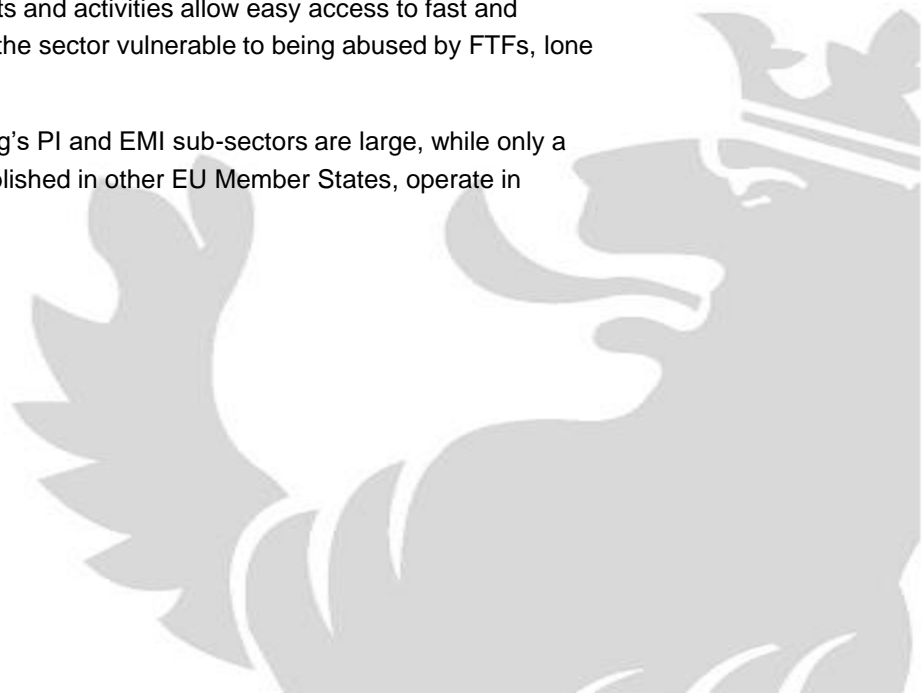 ts and activities allow easy access to fast and
the sector vulnerable to being abused by FTFs, lone
g's PI and EMI sub-sectors are large, while only a
olished in other EU Member States, operate in